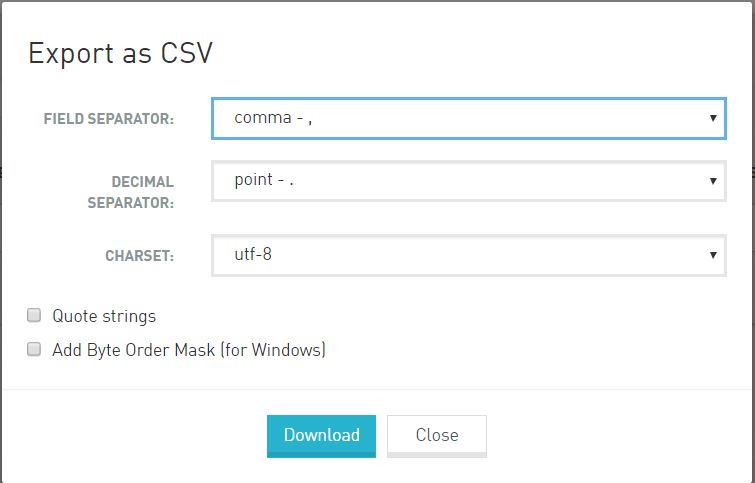 Export as CSV
FIELD SEPARATOR: comma - ,
DECIMAL SEPARATOR: point - .
CHARSET: utf-8
Quote strings
Add Byte Order Mask (for Windows)
Download Close